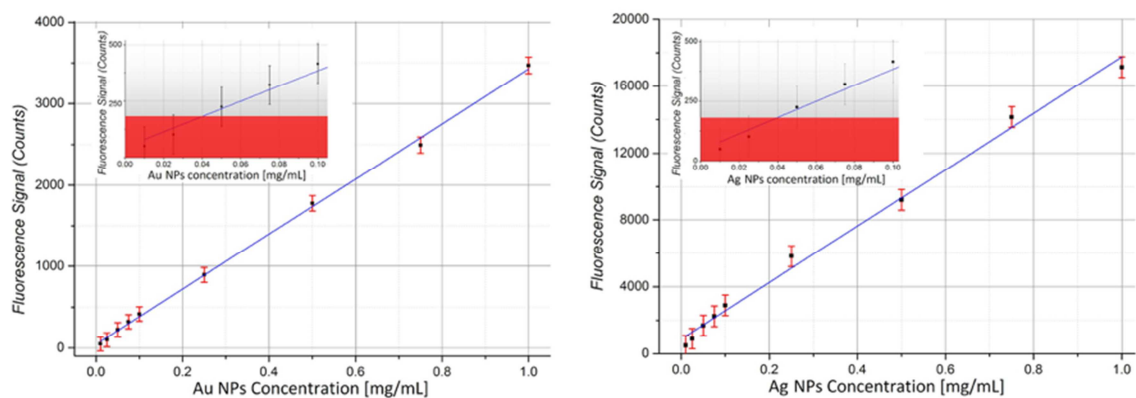 4000
3000
2000
1000
0
Fluorescence Signal (Counts)
0.0 0.2 0.4 0.6 0.8 1.0
Au NPs Concentration [mg/mL]
500
250
0
Fluorescence Signal (Counts)
0.00 0.02 0.04 0.06 0.08 0.10
Au NPs concentration [mg/mL]
20000
16000
12000
8000
4000
0
Fluorescence Signal (Counts)
0.0 0.2 0.4 0.6 0.8 1.0
Ag NPs Concentration [mg/mL]
500
250
0
Fluorescence Signal (Counts)
0.00 0.02 0.04 0.06 0.08 0.10
Ag NPs concentration [mg/mL]